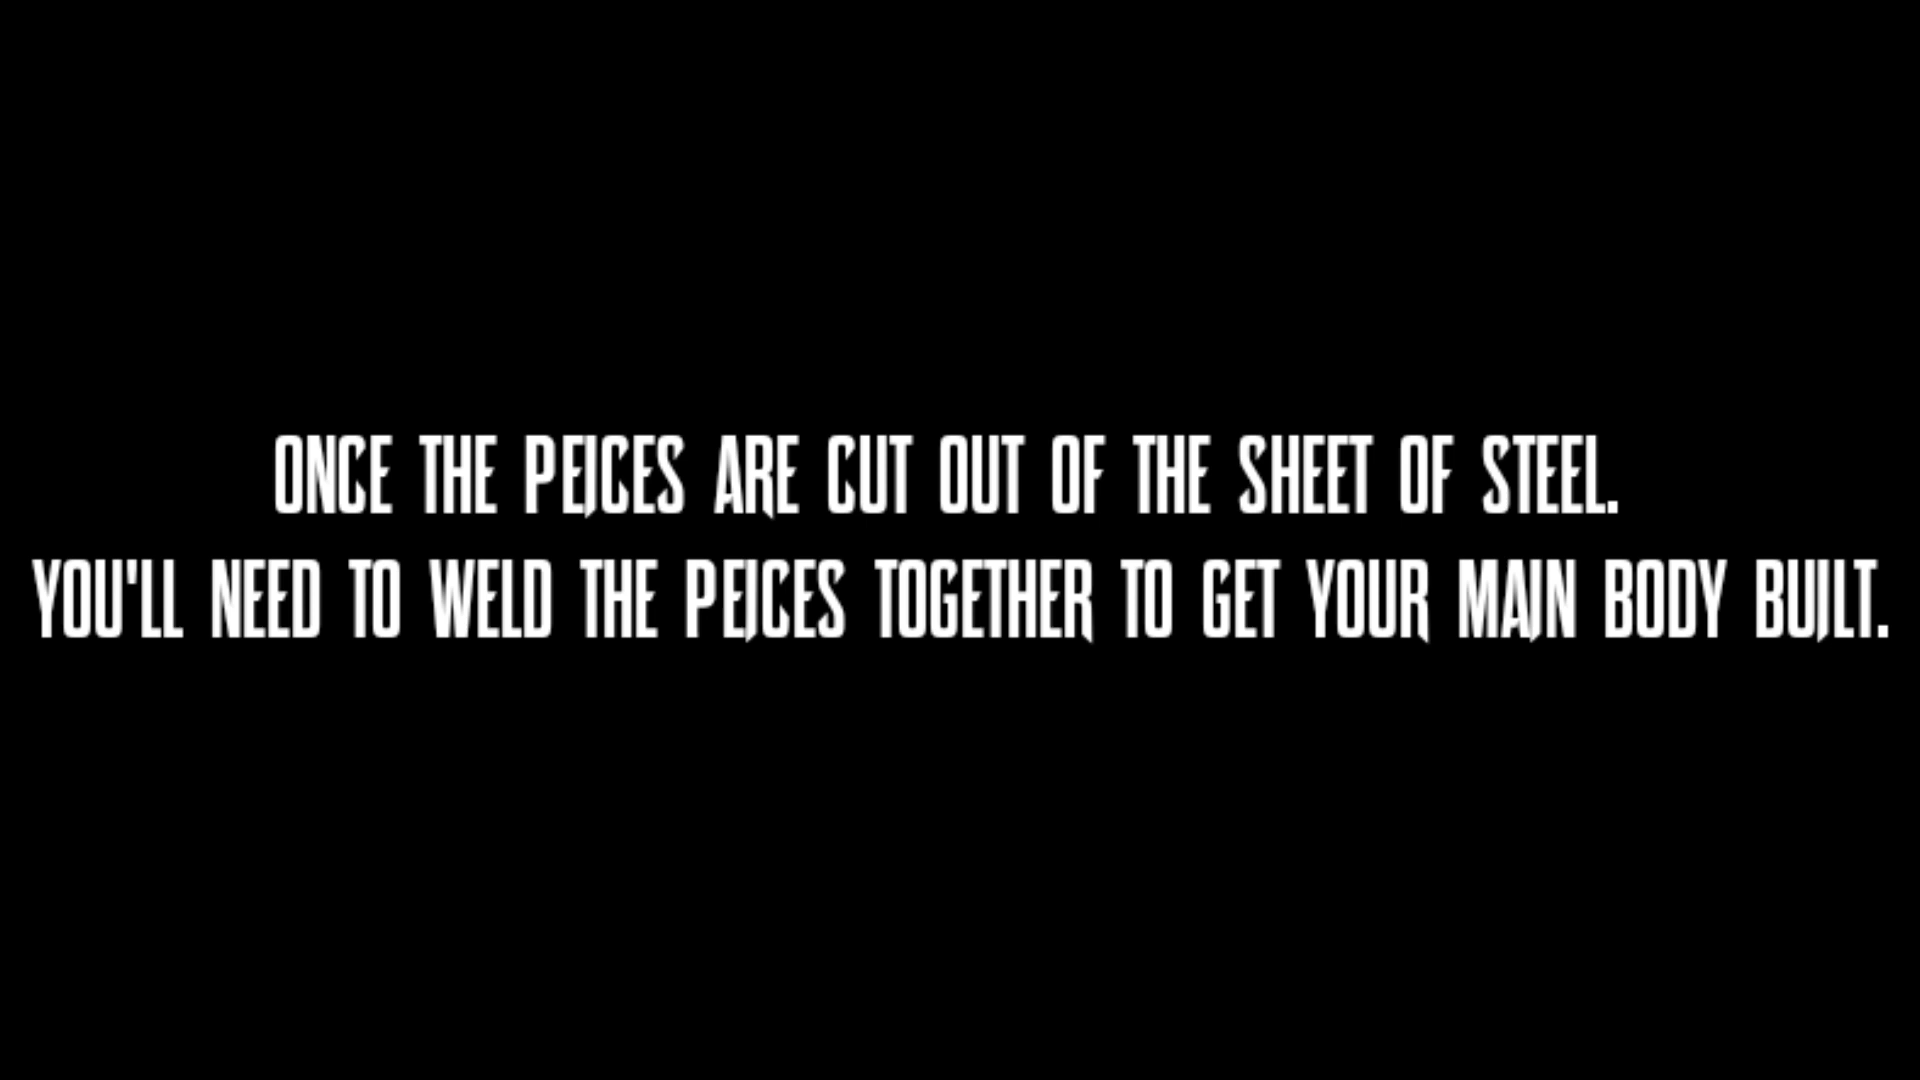 ONCE THE PEICES ARE CUT OUT OF THE SHEET OF STEEL.
YOU'LL NEED TO WELD THE PEICES TOGETHER TO GET YOUR MAIN BODY BUILT.